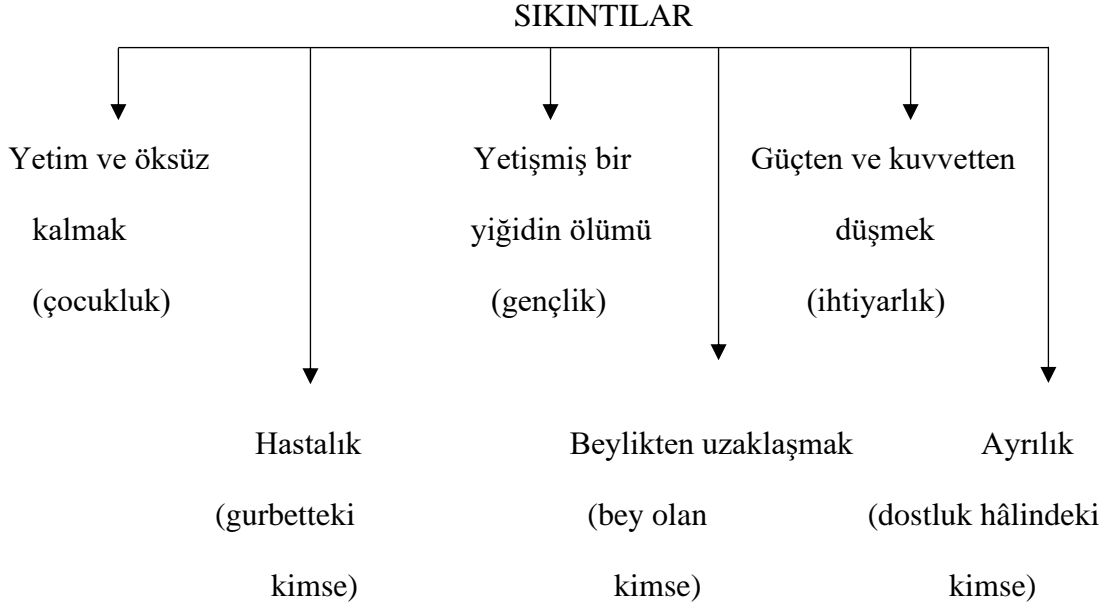 SIKINTILAR
Yetim ve öksüz
kalmak
(çocukluk)
Yetişmiş bir
yiğidin ölümü
(gençlik)
Güçten ve kuvvetten
düşmek
(ihtiyarlık)
Hastalık
(gurbetteki
kimse)
Beylikten uzaklaşmak
(bey olan
kimse)
Ayrılık
(dostluk hâlindeki
kimse)